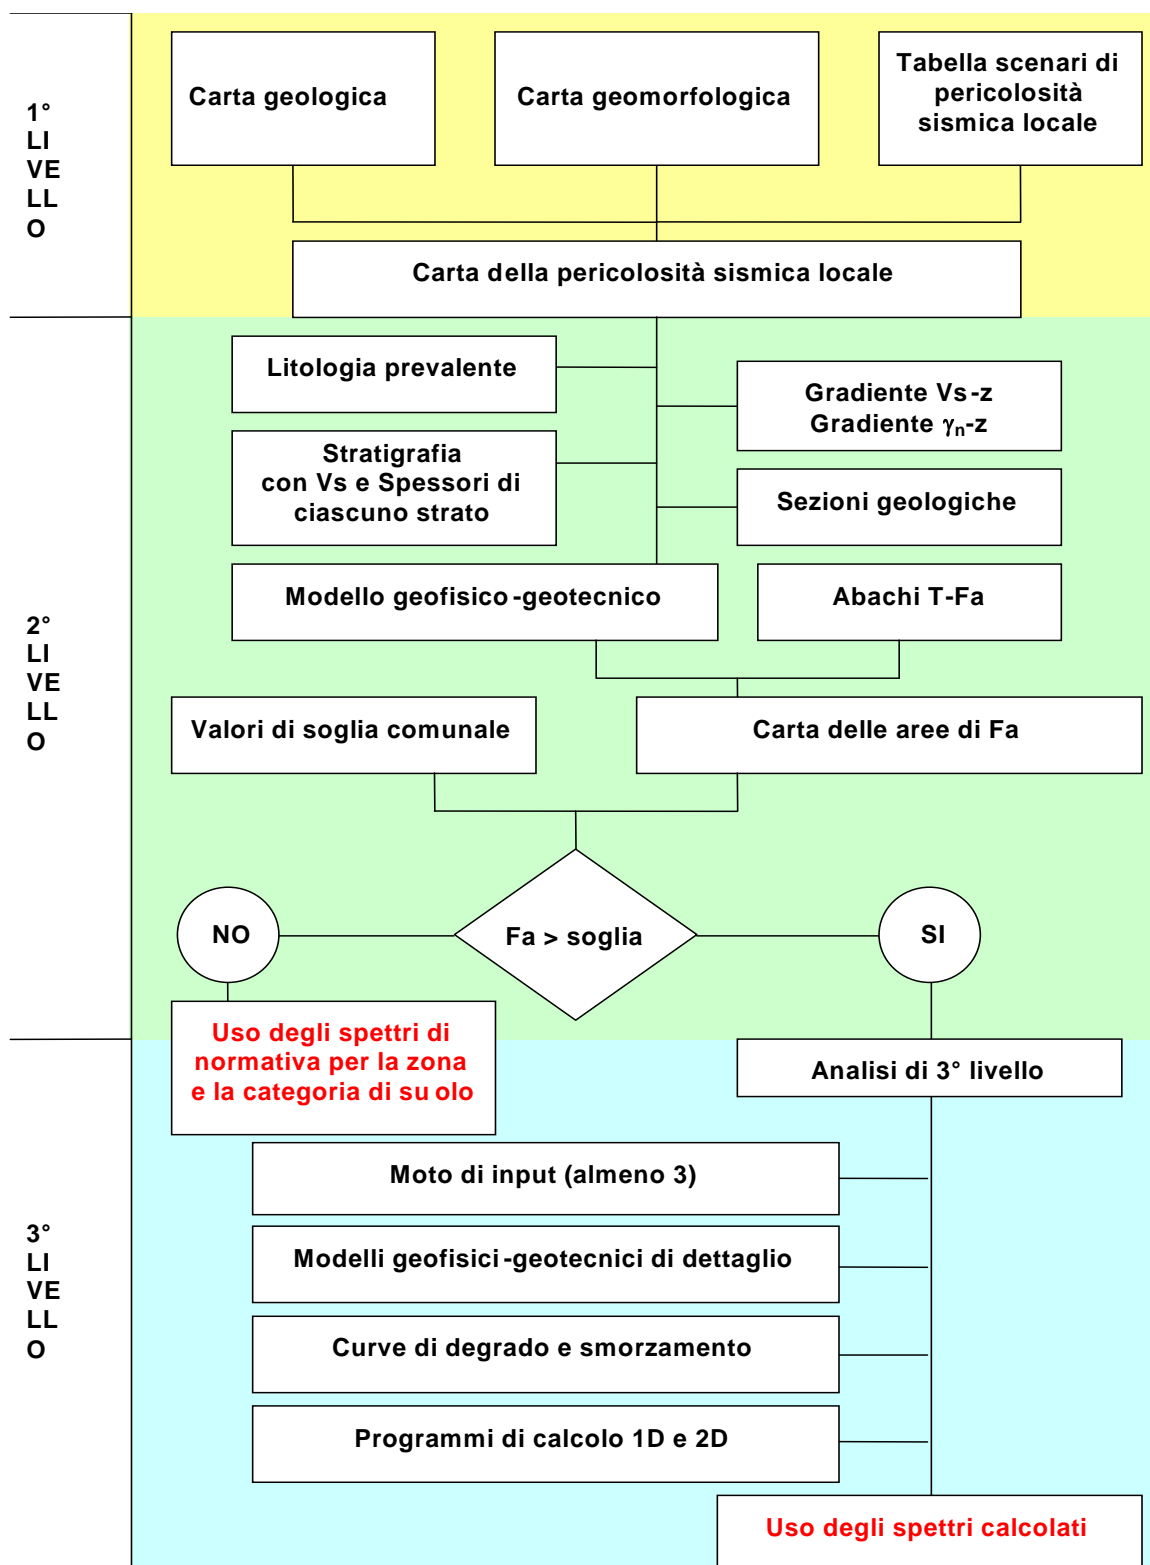 1°
LI
VE
LL
O
Carta geologica
Carta geomorfologica
Tabella scenari di
pericolosità
sismica locale
Carta della pericolosità sismica locale
2°
LI
VE
LL
O
Litologia prevalente
Gradiente Vs-z
Gradiente γn-z
Stratigrafia
con Vs e Spessori di
ciascuno strato
Sezioni geologiche
Modello geofisico-geotecnico
Abachi T-Fa
Valori di soglia comunale
Carta delle aree di Fa
NO
Fa > soglia
SI
Uso degli spettri di
normativa per la zona
e la categoria di su olo
Analisi di 3° livello
3°
LI
VE
LL
O
Moto di input (almeno 3)
Modelli geofisici-geotecnici di dettaglio
Curve di degrado e smorzamento
Programmi di calcolo 1D e 2D
Uso degli spettri calcolati